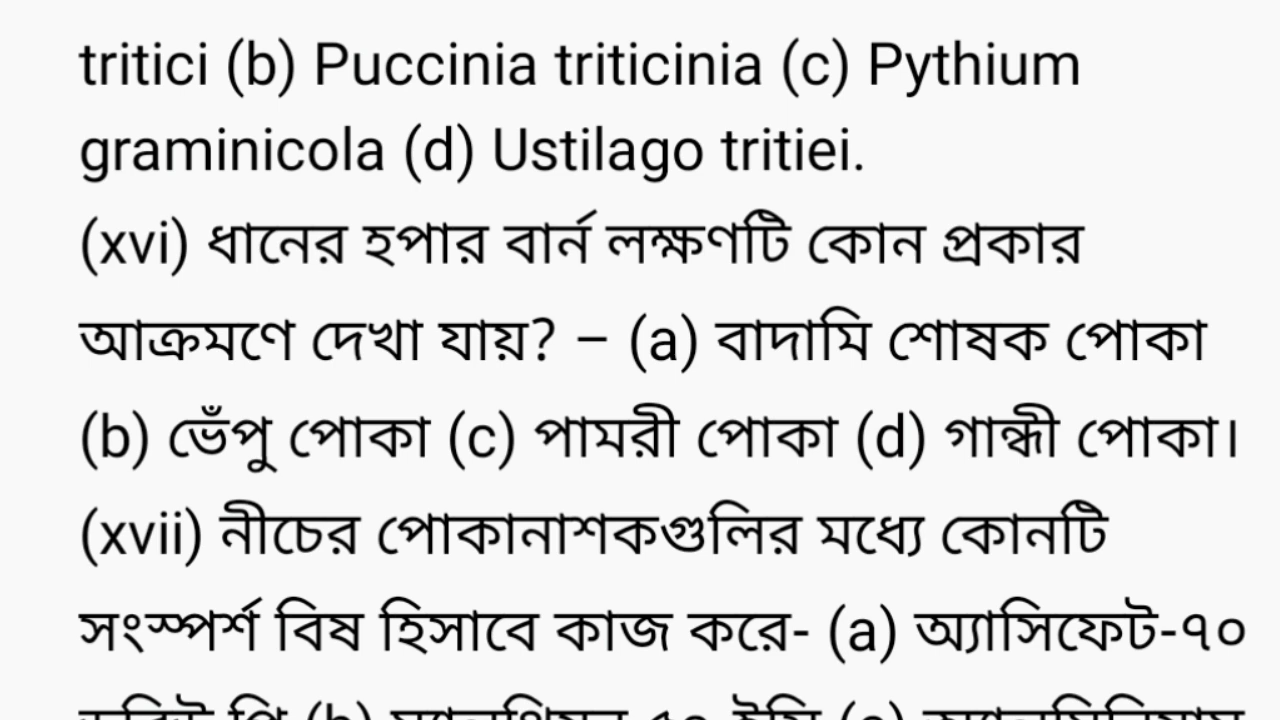 tritici (b) Puccinia triticinia (c) Pythium
graminicola (d) Ustilago tritiei.
(xvi) ধানের হপার বার্ন লক্ষণটি কোন প্রকার
আক্রমণে দেখা যায়? – (a) বাদামি শোষক পোকা
(b) ভেঁপু পোকা (c) পামরী পোকা (d) গান্ধী পোকা।
(xvii) নীচের পোকানাশকগুলির মধ্যে কোনটি
সংস্পর্শ বিষ হিসাবে কাজ করে- (a) অ্যাসিফেট-৭০